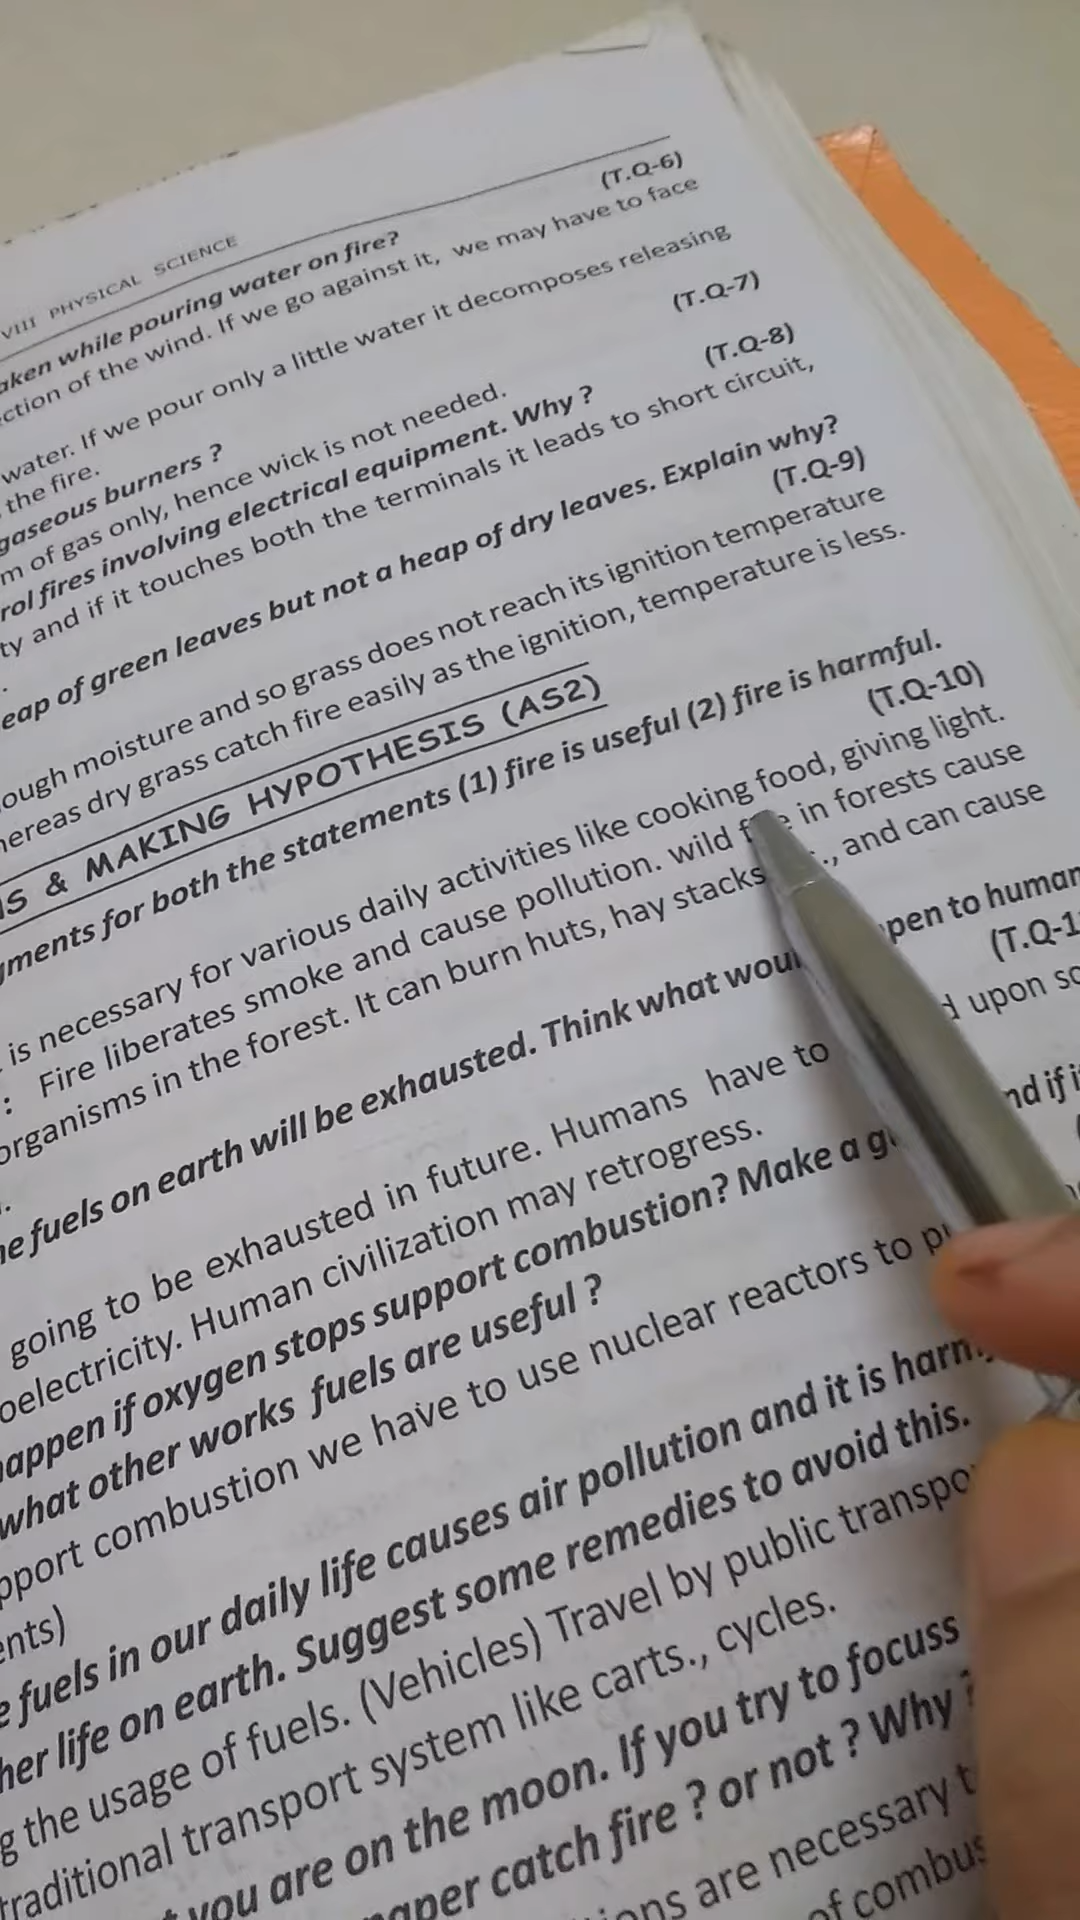 VIII PHYSICAL SCIENCE
aken while pouring water on fire?
(T.Q-6)
ction of the wind. If we go against it, we may have to face
water. If we pour only a little water it decomposes releasing
the fire.
gaseous burners ?
(T.Q-7)
m of gas only, hence wick is not needed.
rol fires involving electrical equipment. Why ?
(T.Q-8)
ty and if it touches both the terminals it leads to short circuit,
eap of green leaves but not a heap of dry leaves. Explain why?
(T.Q-9)
ough moisture and so grass does not reach its ignition temperature
hereas dry grass catch fire easily as the ignition, temperature is less.
IS & MAKING HYPOTHESIS (AS2)
gments for both the statements (1) fire is useful (2) fire is harmful.
(T.Q-10)
is necessary for various daily activities like cooking food, giving light.
: Fire liberates smoke and cause pollution. wild in forests cause
organisms in the forest. It can burn huts, hay stacks ., and can cause
he fuels on earth will be exhausted. Think what woul pen to human
(T.Q-1
going to be exhausted in future. Humans have to d upon so
oelectricity. Human civilization may retrogress.
appen if oxygen stops support combustion? Make a g nd if i
what other works fuels are useful ?
pport combustion we have to use nuclear reactors to p
ents)
e fuels in our daily life causes air pollution and it is harm
her life on earth. Suggest some remedies to avoid this.
g the usage of fuels. (Vehicles) Travel by public transpo
raditional transport system like carts., cycles.
t you are on the moon. If you try to focuss
paper catch fire ? or not ? Why ?
ions are necessary t
of combus